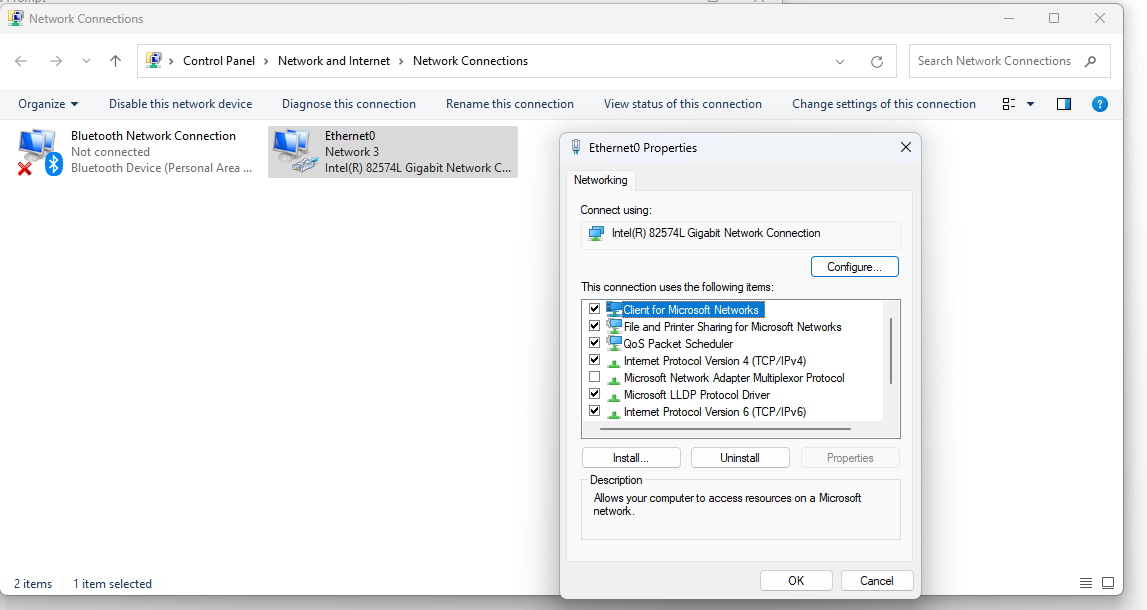 Prompt
Network Connections
Control Panel > Network and Internet > Network Connections
Search Network Connections
Organize
Disable this network device
Diagnose this connection
Rename this connection
View status of this connection
Change settings of this connection
Bluetooth Network Connection
Not connected
Bluetooth Device (Personal Area ...
Ethernet0
Network 3
Intel(R) 82574L Gigabit Network C...
Ethernet0 Properties
Networking
Connect using:
Intel(R) 82574L Gigabit Network Connection
Configure...
This connection uses the following items:
Client for Microsoft Networks
File and Printer Sharing for Microsoft Networks
QoS Packet Scheduler
Internet Protocol Version 4 (TCP/IPv4)
Microsoft Network Adapter Multiplexor Protocol
Microsoft LLDP Protocol Driver
Internet Protocol Version 6 (TCP/IPv6)
Install...
Uninstall
Properties
Description
Allows your computer to access resources on a Microsoft
network.
OK
Cancel
2 items
1 item selected